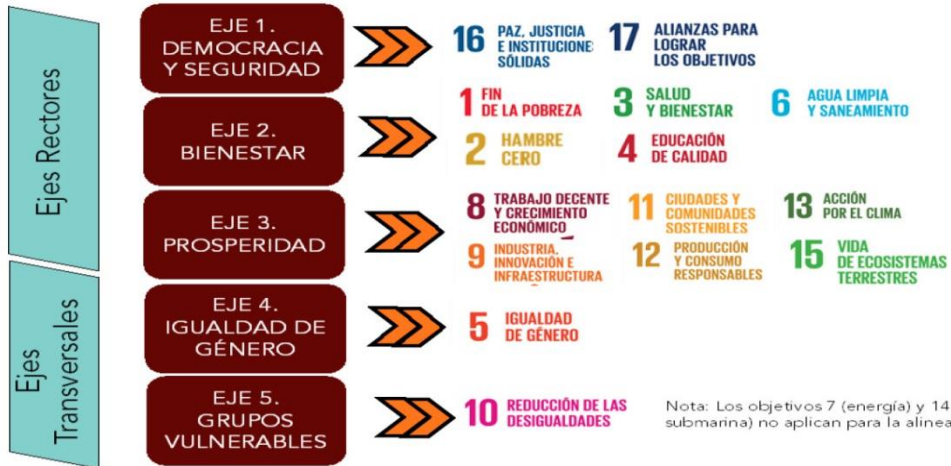 Ejes Rectores
EJE 1.
DEMOCRACIA
Y SEGURIDAD
16 PAZ, JUSTICIA
E INSTITUCIONE
SÓLIDAS
17 ALIANZAS PARA
LOGRAR
LOS OBJETIVOS
EJE 2.
BIENESTAR
1 FIN
DE LA POBREZA
3 SALUD
Y BIENESTAR
6 AGUA LIMPIA
Y SANEAMIENTO
2 HAMBRE
CERO
4 EDUCACIÓN
DE CALIDAD
EJE 3.
PROSPERIDAD
8 TRABAJO DECENTE
Y CRECIMIENTO
ECONÓMICO
11 CIUDADES Y
COMUNIDADES
SOSTENIBLES
13 ACCIÓN
POR EL CLIMA
9 INDUSTRIA,
INNOVACIÓN E
INFRAESTRUCTURA
12 PRODUCCIÓN
Y CONSUMO
RESPONSABLES
15 VIDA
DE ECOSISTEMAS
TERRESTRES
Ejes
Transversales
EJE 4.
IGUALDAD DE
GÉNERO
5 IGUALDAD
DE GÉNERO
EJE 5.
GRUPOS
VULNERABLES
10 REDUCCIÓN DE LAS
DESIGUALDADES
Nota: Los objetivos 7 (energía) y 14
submarina) no aplican para la alinea